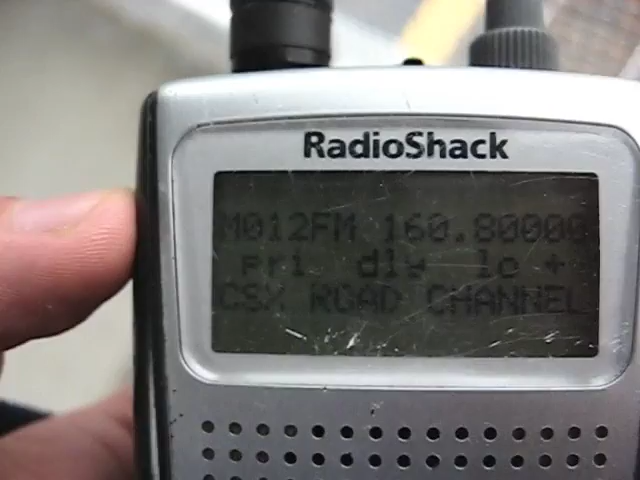 RadioShack
M012FM 160.80000
pri dly lo +
CSX ROAD CHANNEL